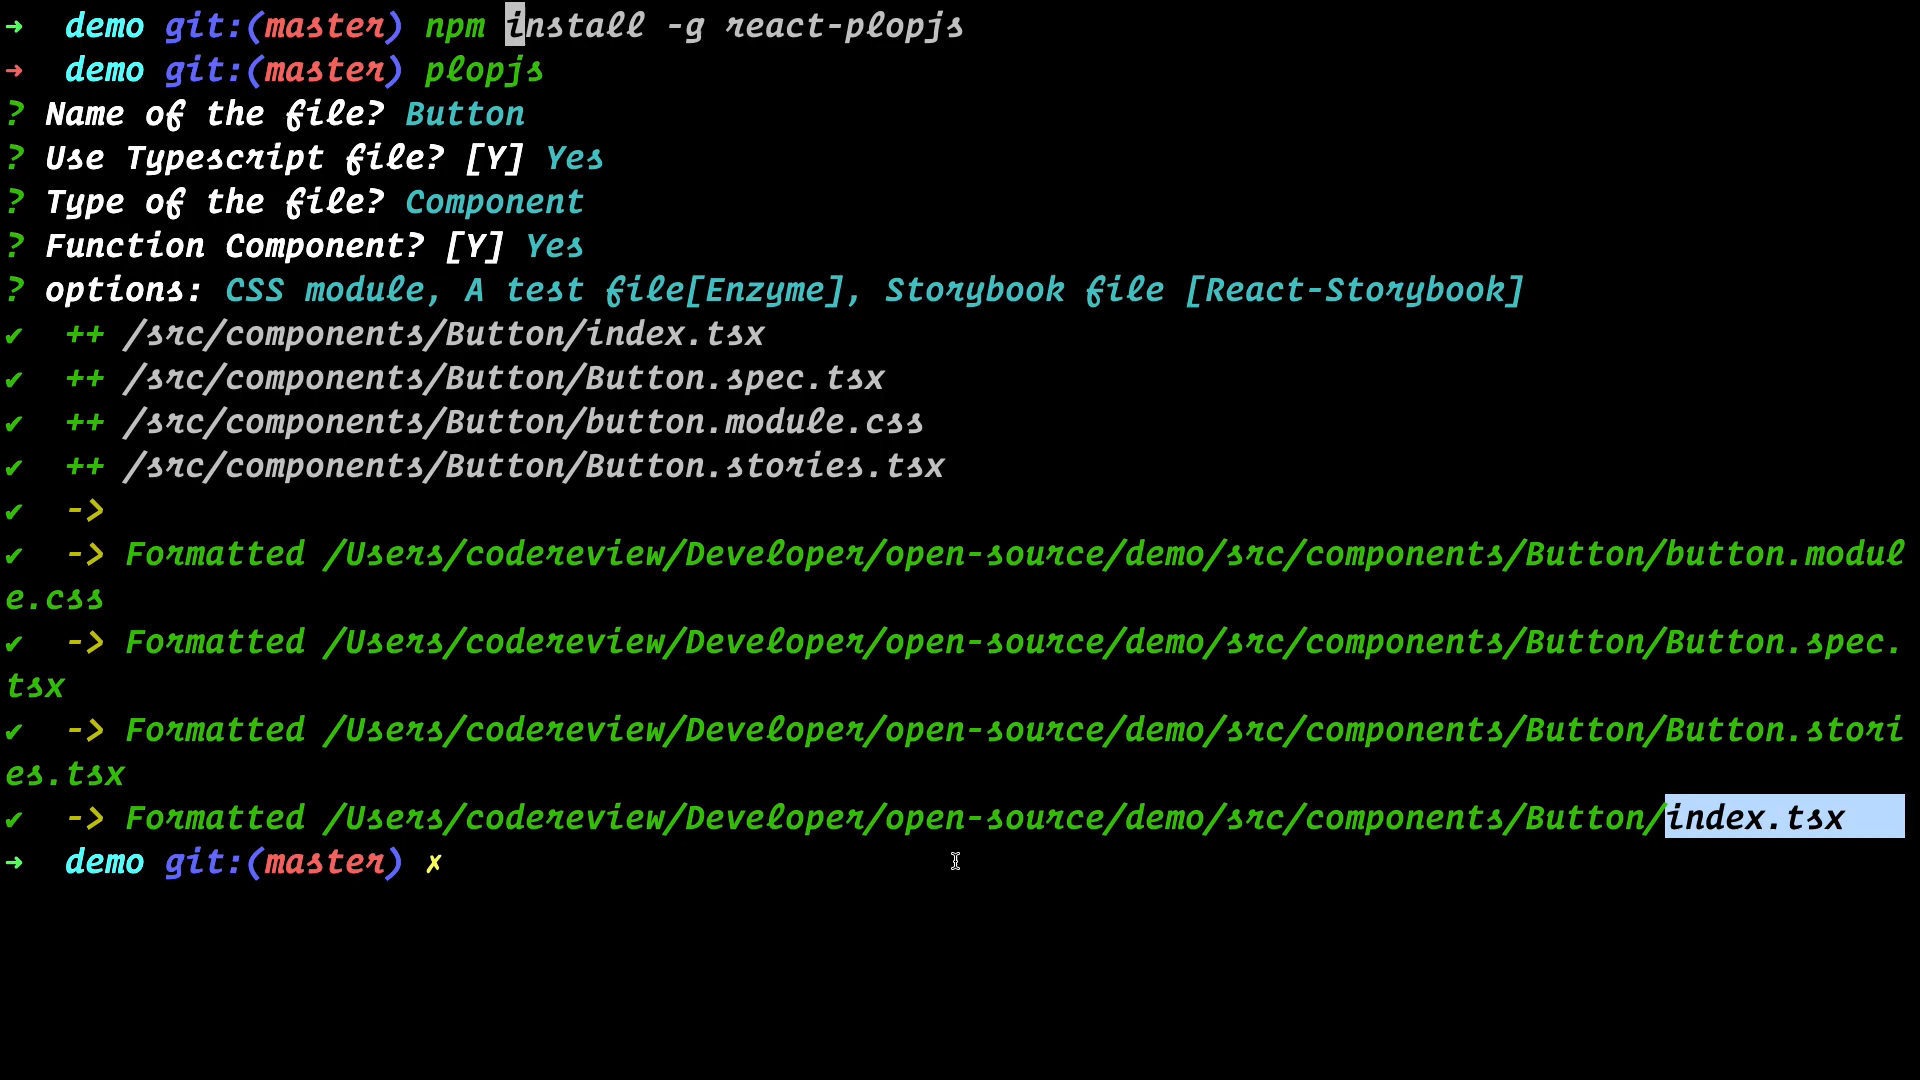 ➜  demo git:(master) npm install -g react-plopjs
➜  demo git:(master) plopjs
? Name of the file? Button
? Use Typescript file? [Y] Yes
? Type of the file? Component
? Function Component? [Y] Yes
? options: CSS module, A test file[Enzyme], Storybook file [React-Storybook]
✔  ++ /src/components/Button/index.tsx
✔  ++ /src/components/Button/Button.spec.tsx
✔  ++ /src/components/Button/button.module.css
✔  ++ /src/components/Button/Button.stories.tsx
✔  ->
✔  -> Formatted /Users/codereview/Developer/open-source/demo/src/components/Button/button.modul
e.css
✔  -> Formatted /Users/codereview/Developer/open-source/demo/src/components/Button/Button.spec.
tsx
✔  -> Formatted /Users/codereview/Developer/open-source/demo/src/components/Button/Button.stori
es.tsx
✔  -> Formatted /Users/codereview/Developer/open-source/demo/src/components/Button/index.tsx
➜  demo git:(master) ✗